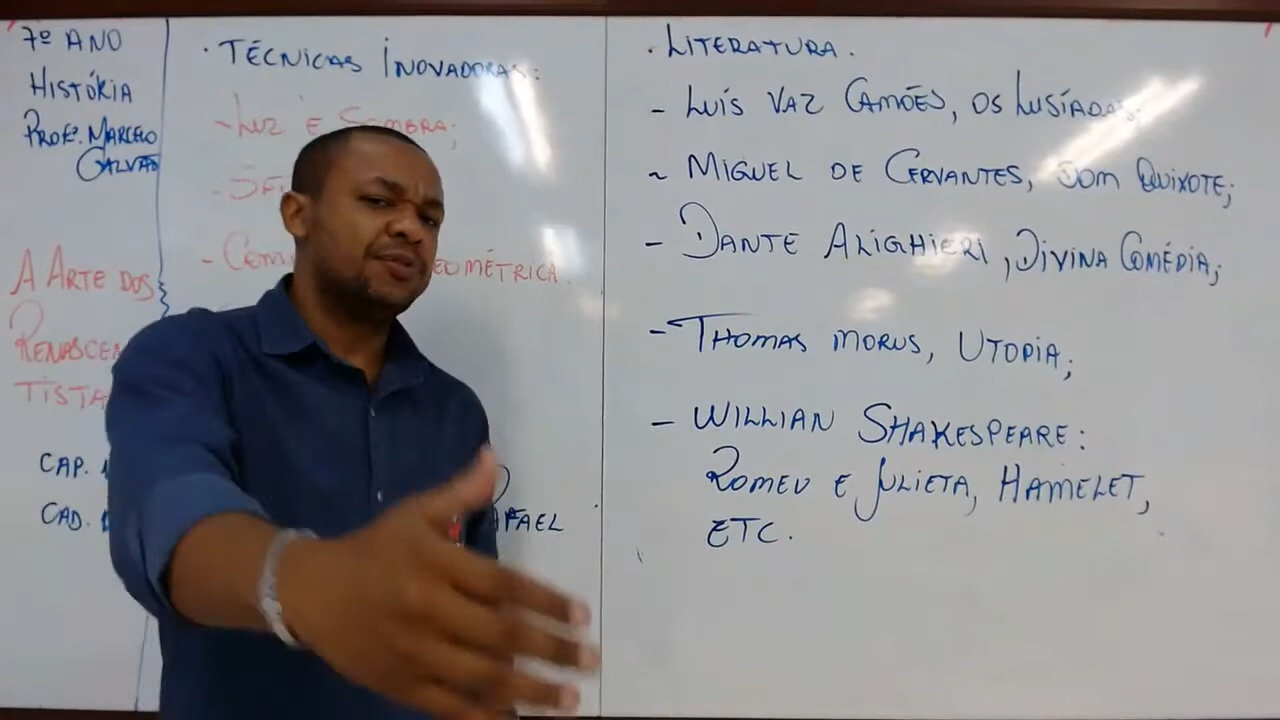 7º ANO
HISTÓRIA
PROFº. MARCELO
GALVÃO
A ARTE DOS
RENASCEN
TISTA
CAP.
CAD.
· TÉCNICAS INOVADORAS:
- LUZ E SOMBRA;
EOMÉTRICA.
AFAEL
· LITERATURA.
- LUÍS VAZ CAMÕES, OS LUSÍADAS;
~ MIGUEL DE CERVANTES, DOM QUIXOTE;
- DANTE ALIGHIERI, DIVINA COMÉDIA;
- THOMAS MORUS, UTOPIA;
- WILLIAN SHAKESPEARE:
ROMEU E JULIETA, HAMELET,
ETC.